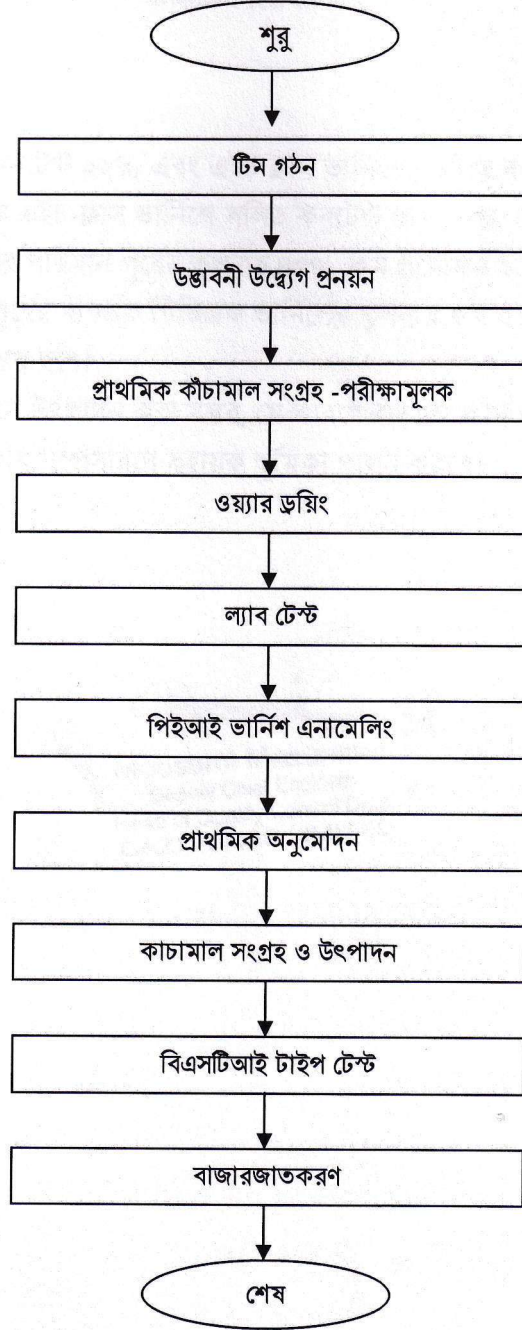 শুরু
টিম গঠন
উদ্ভাবনী উদ্দ্যেগ প্রনয়ন
প্রাথমিক কাঁচামাল সংগ্রহ -পরীক্ষামূলক
ওয়্যার ড্রয়িং
ল্যাব টেস্ট
পিইআই ভার্নিশ এনামেলিং
প্রাথমিক অনুমোদন
কাচামাল সংগ্রহ ও উৎপাদন
বিএসটিআই টাইপ টেস্ট
বাজারজাতকরণ
শেষ